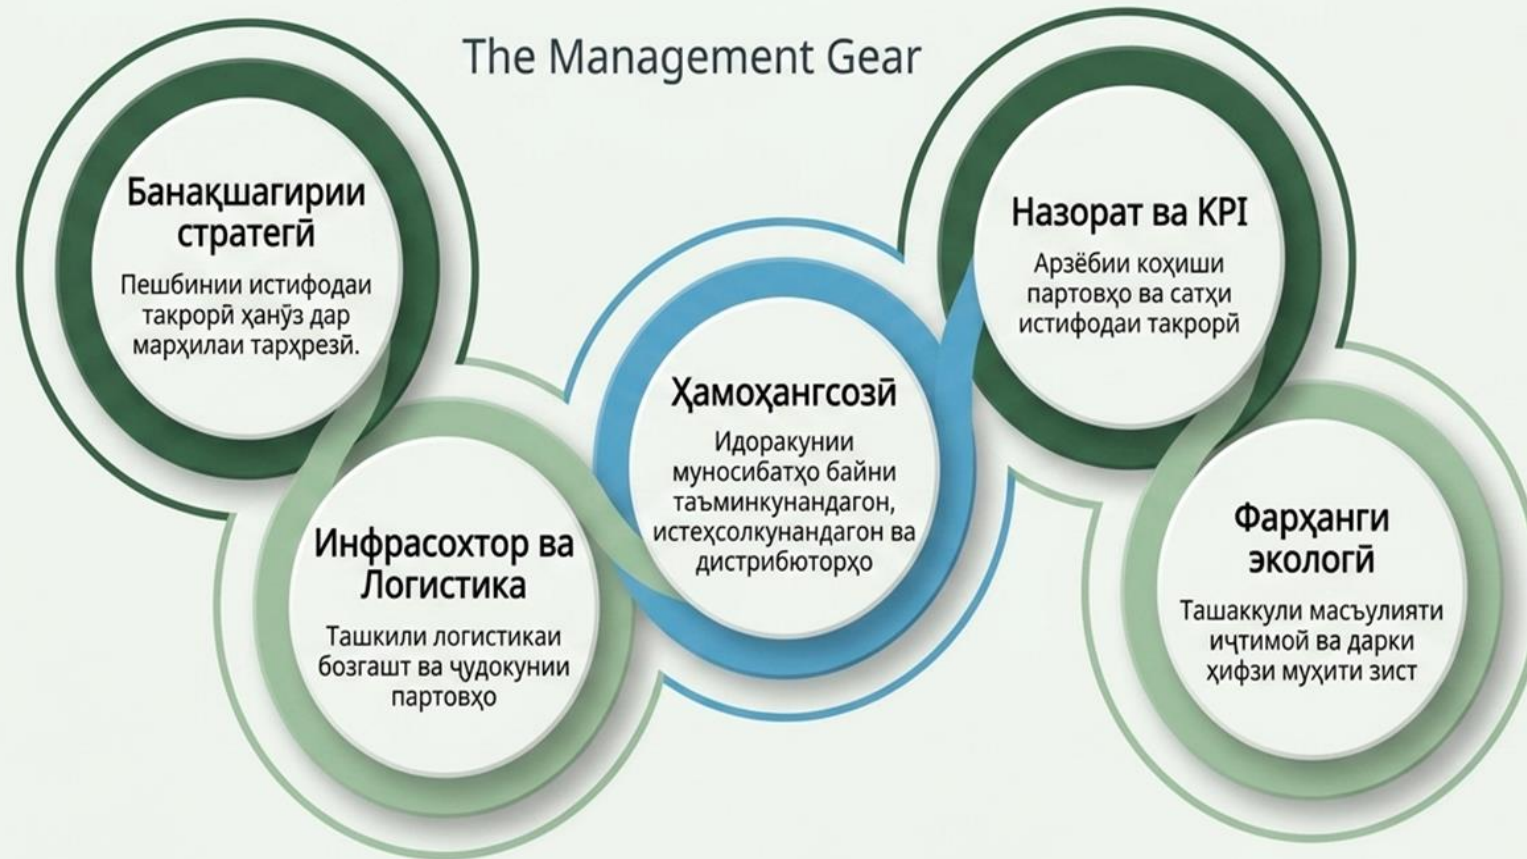 The Management Gear
Банақшагирии
стратегӣ
Пешбинии истифодаи
такрорӣ ҳанӯз дар
марҳилаи тарҳрезӣ.
Инфрасохтор ва
Логистика
Ташкили логистикаи
бозгашт ва ҷудокунии
партовҳо
Ҳамоҳангсозӣ
Идоракунии
муносибатҳо байни
таъминкунандагон,
истеҳсолкунандагон ва
дистрибюторҳо
Назорат ва KPI
Арзёбии коҳиши
партовҳо ва сатҳи
истифодаи такрорӣ
Фарҳанги
экологӣ
Ташаккули масъулияти
иҷтимоӣ ва дарки
ҳифзи муҳити зист